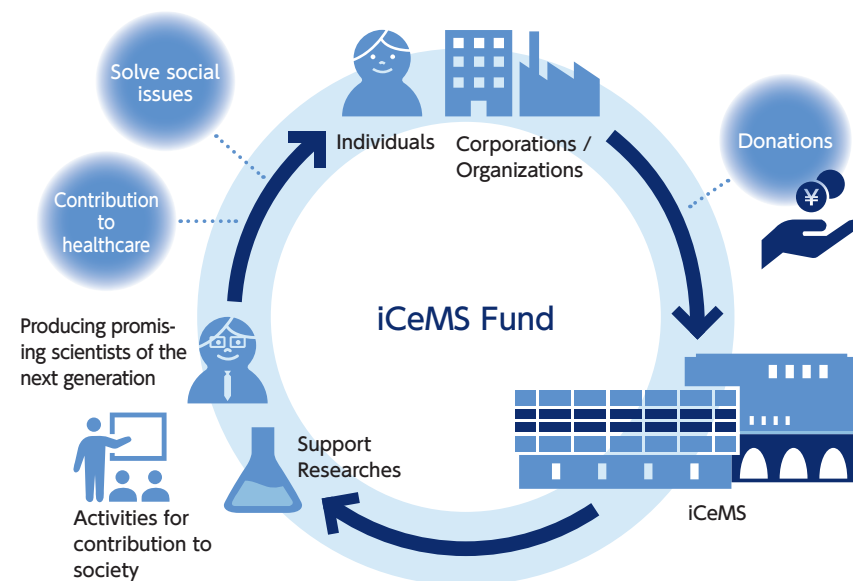 Solve social
issues
Individuals
Corporations /
Organizations
Donations
¥
Contribution
to
healthcare
iCeMS Fund
Producing promis-
ing scientists of the
next generation
Support
Researches
iCeMS
Activities for
contribution to
society